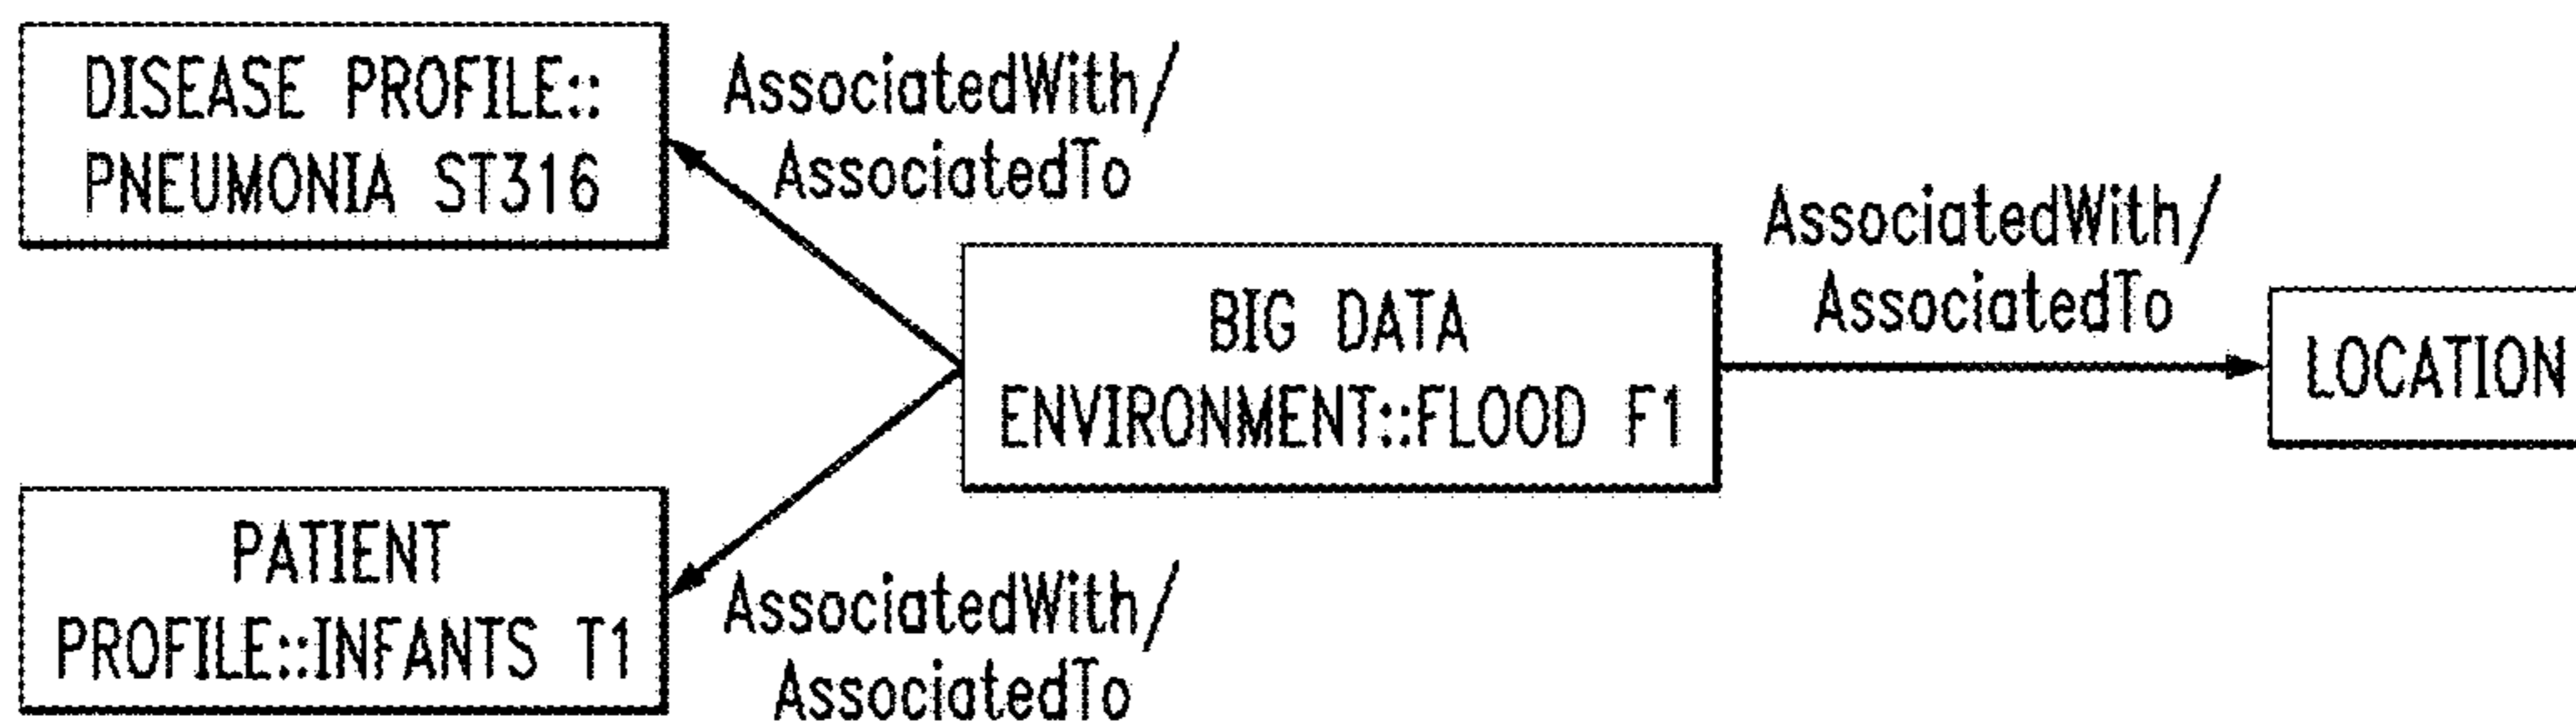 DISEASE PROFILE::
PNEUMONIA ST316
AssociatedWith/
AssociatedTo
BIG DATA
ENVIRONMENT::FLOOD F1
AssociatedWith/
AssociatedTo
LOCATION
PATIENT
PROFILE::INFANTS T1
AssociatedWith/
AssociatedTo